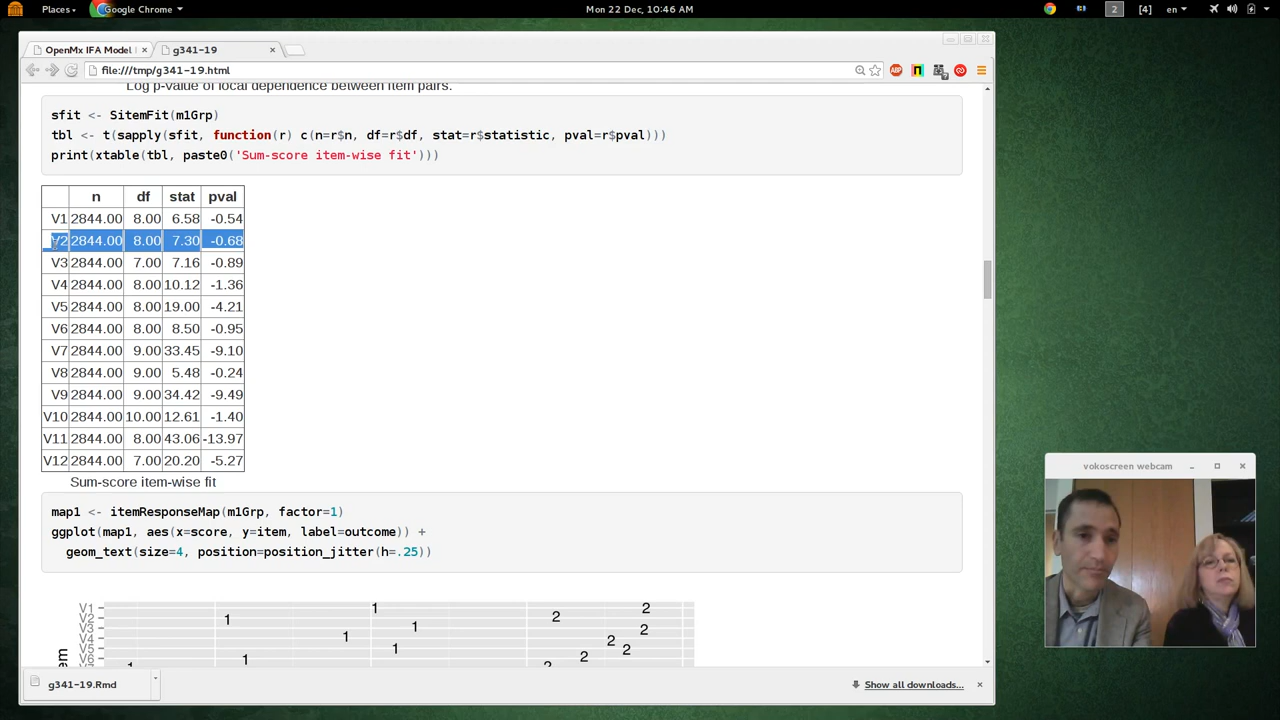 Places Google Chrome Mon 22 Dec, 10:46 AM 2 [4] en
OpenMx IFA Model g341-19
file:///tmp/g341-19.html ABP
Log p-value of local dependence between item pairs.
sfit <- SitemFit(m1Grp)
tbl <- t(sapply(sfit, function(r) c(n=r$n, df=r$df, stat=r$statistic, pval=r$pval)))
print(xtable(tbl, paste0('Sum-score item-wise fit')))
n df stat pval
V1 2844.00 8.00 6.58 -0.54
V2 2844.00 8.00 7.30 -0.68
V3 2844.00 7.00 7.16 -0.89
V4 2844.00 8.00 10.12 -1.36
V5 2844.00 8.00 19.00 -4.21
V6 2844.00 8.00 8.50 -0.95
V7 2844.00 9.00 33.45 -9.10
V8 2844.00 9.00 5.48 -0.24
V9 2844.00 9.00 34.42 -9.49
V10 2844.00 10.00 12.61 -1.40
V11 2844.00 8.00 43.06 -13.97
V12 2844.00 7.00 20.20 -5.27
Sum-score item-wise fit
map1 <- itemResponseMap(m1Grp, factor=1)
ggplot(map1, aes(x=score, y=item, label=outcome)) +
geom_text(size=4, position=position_jitter(h=.25))
V1 1 2
V2 1 2
V3 1 2
V4 1 2
V5 1 2
V6 1 2
1 2
g341-19.Rmd Show all downloads...
vokoscreen webcam